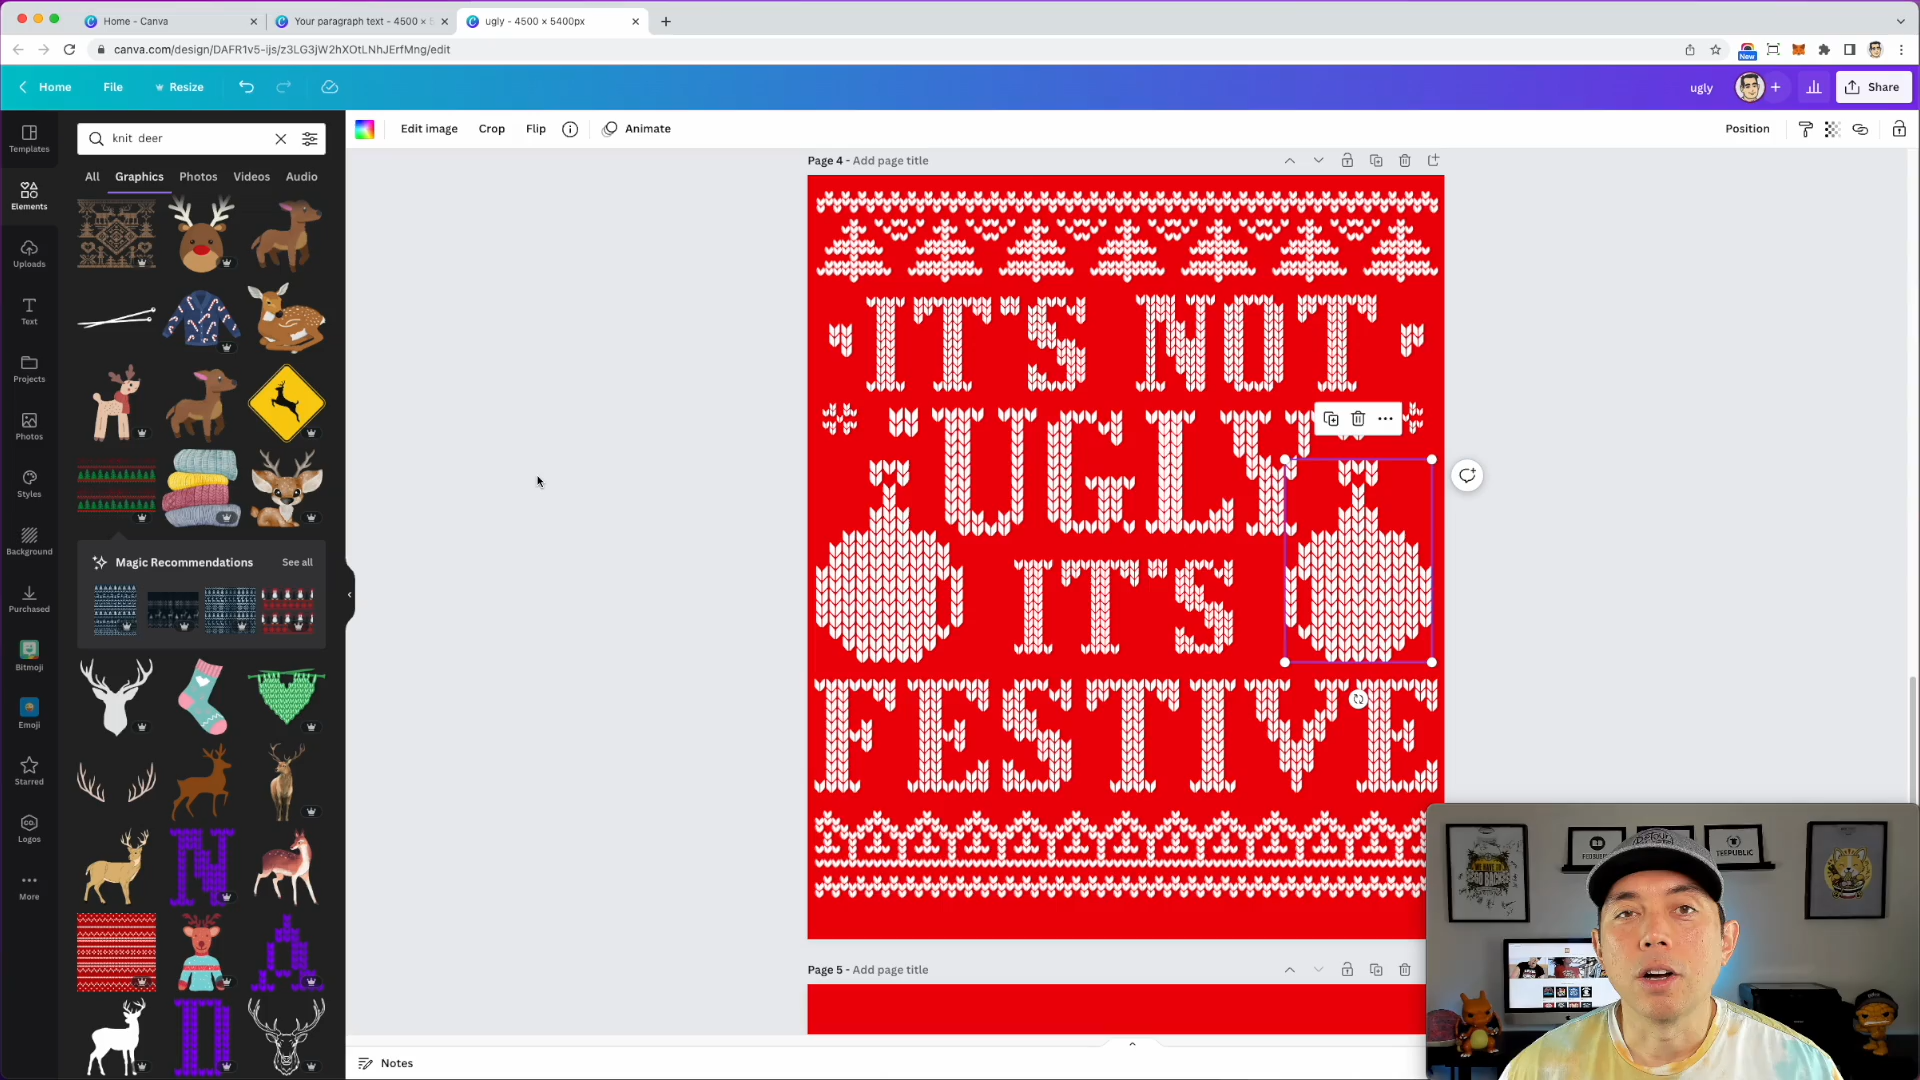 Home - Canva
Your paragraph text - 4500 × 5
ugly - 4500 × 5400px
canva.com/design/DAFR1v5-ijs/z3LG3jW2hXOtLNhJErfMng/edit
New
Home
File
Resize
ugly
Share
knit deer
Edit image
Crop
Flip
Animate
Position
Templates
Elements
Uploads
Text
Projects
Photos
Styles
Background
Purchased
Bitmoji
Emoji
Starred
Logos
More
All
Graphics
Photos
Videos
Audio
Magic Recommendations
See all
N
A
D
Page 4 - Add page title
'IT'S NOT'
"UGLY"
IT'S
FESTIVE
Page 5 - Add page title
Notes
TEEPUBLIC